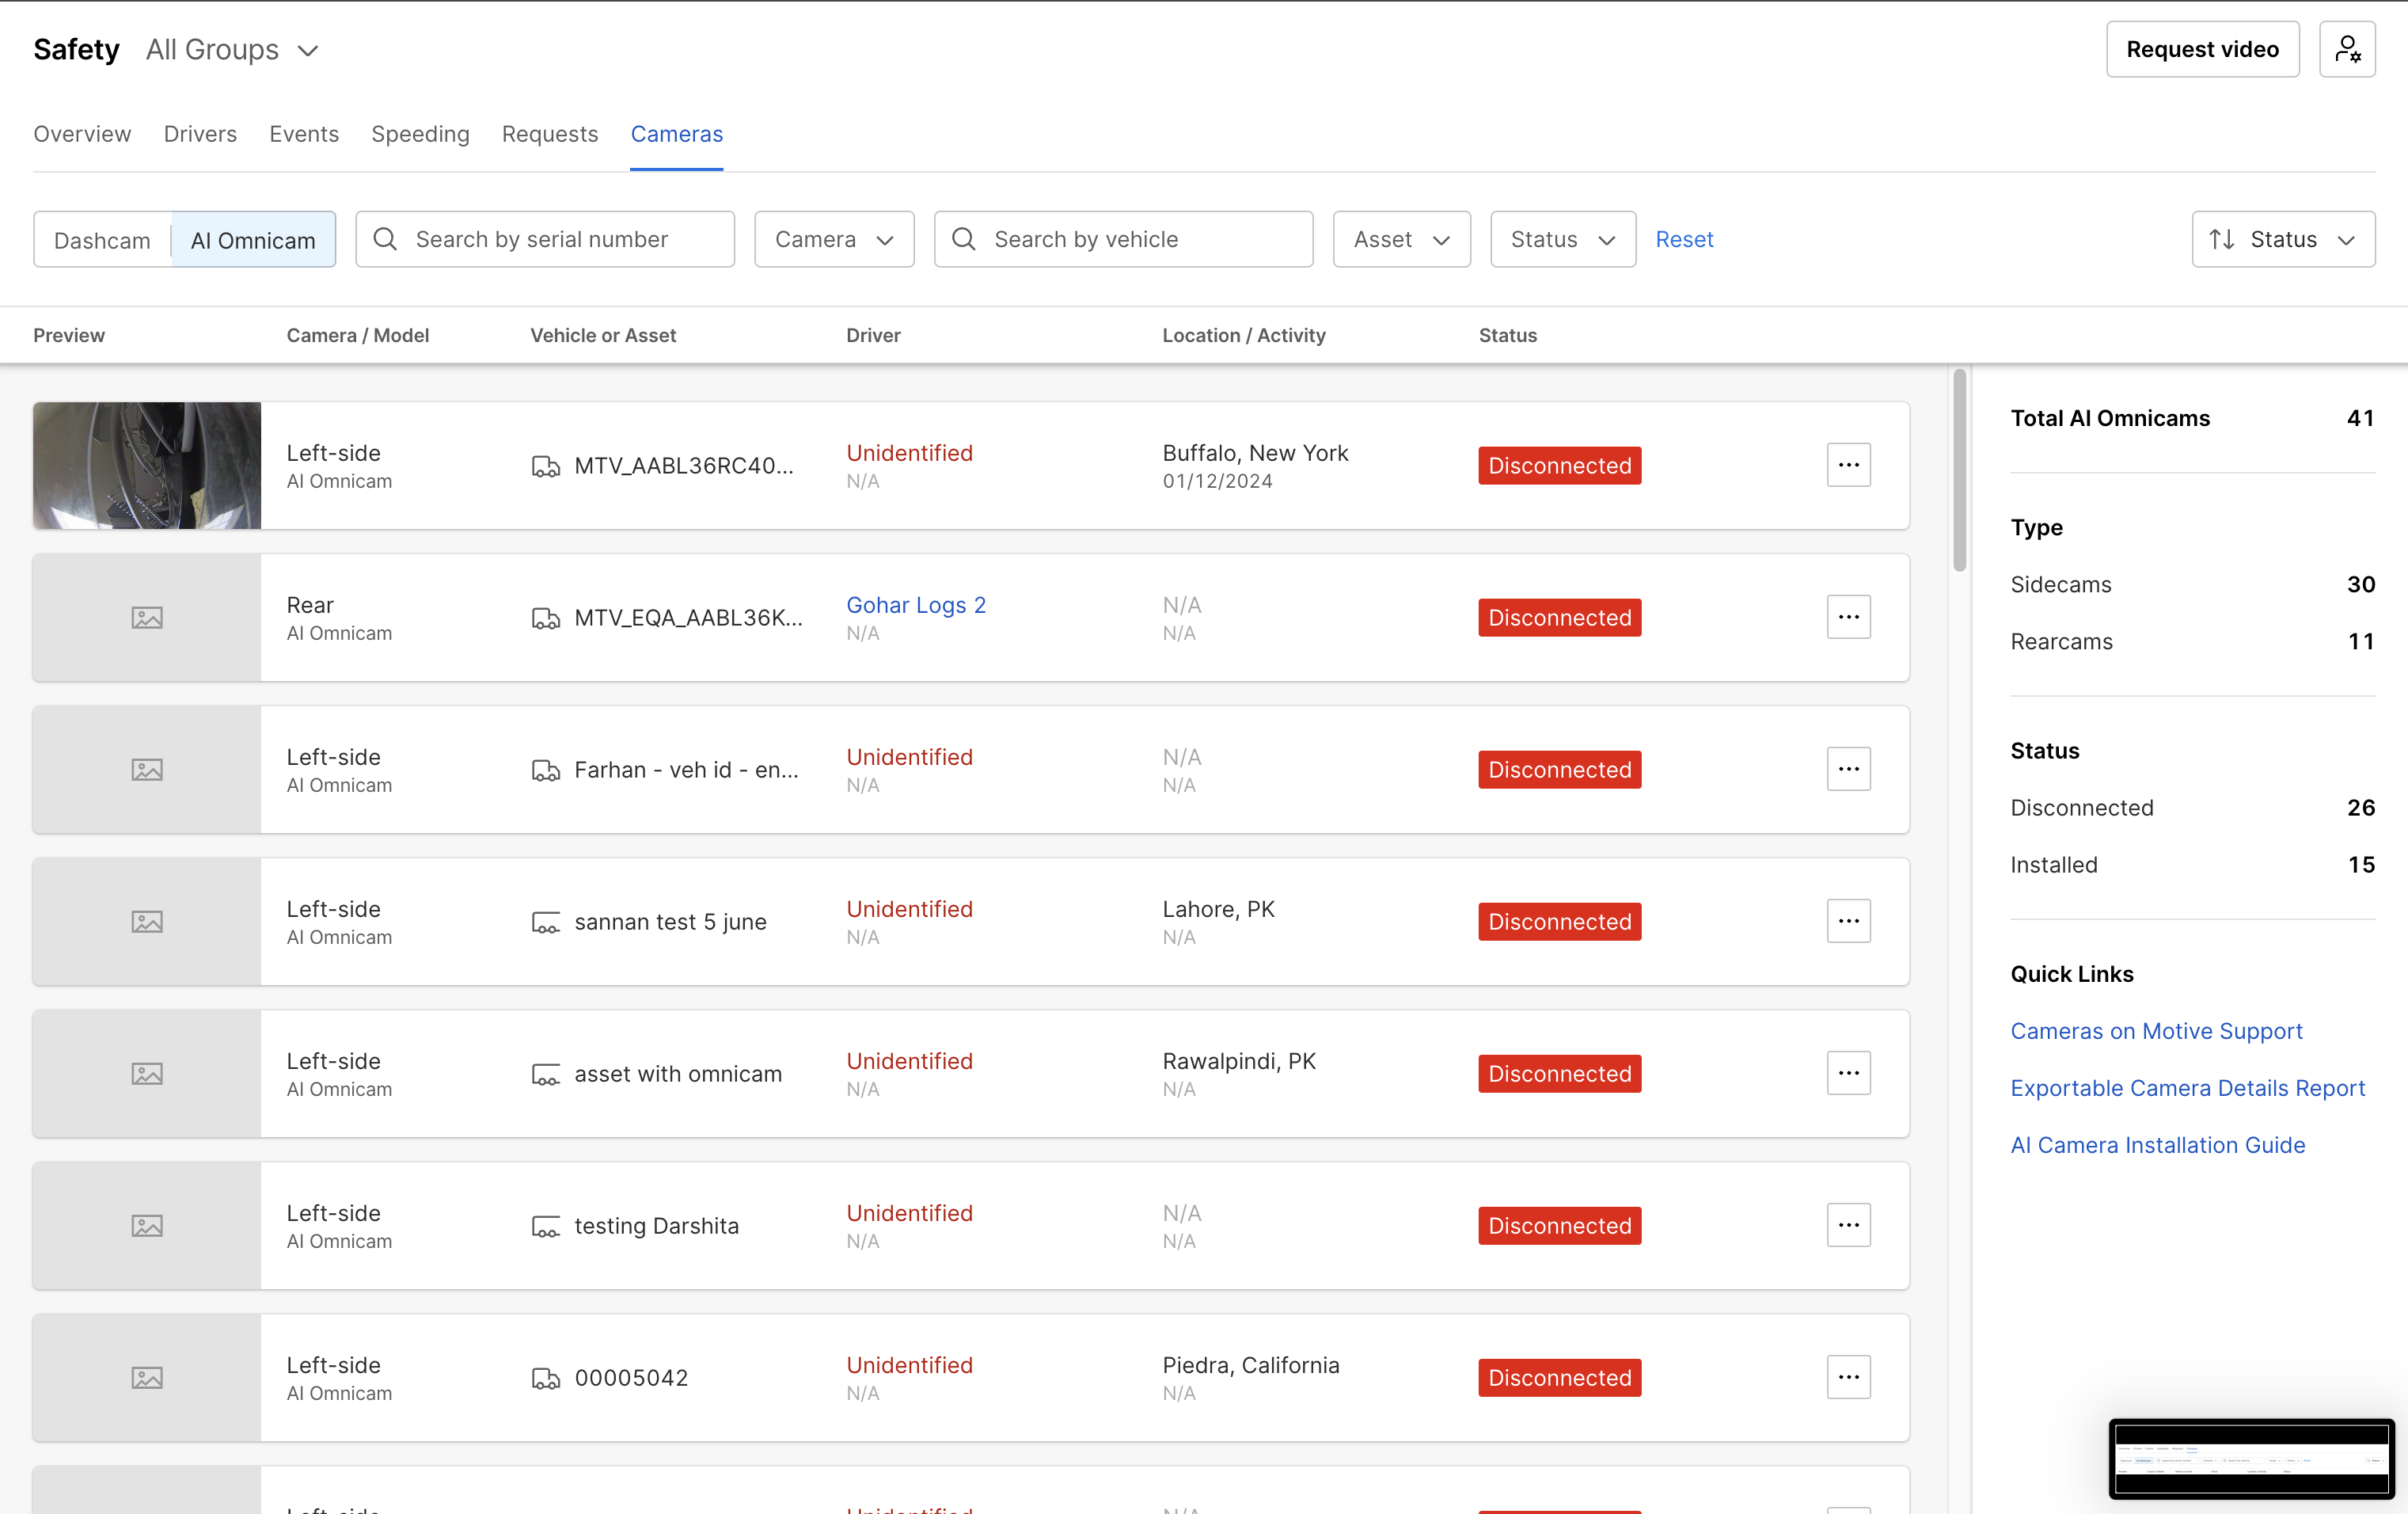 Safety All Groups Request video
Overview Drivers Events Speeding Requests Cameras
Dashcam AI Omnicam Search by serial number Camera Search by vehicle Asset Status Reset Status
Preview Camera / Model Vehicle or Asset Driver Location / Activity Status
Left-side
AI Omnicam
MTV_AABL36RC40...
Unidentified
N/A
Buffalo, New York
01/12/2024
Disconnected
Rear
AI Omnicam
MTV_EQA_AABL36K...
Gohar Logs 2
N/A
N/A
N/A
Disconnected
Left-side
AI Omnicam
Farhan - veh id - en...
Unidentified
N/A
N/A
N/A
Disconnected
Left-side
AI Omnicam
sannan test 5 june
Unidentified
N/A
Lahore, PK
N/A
Disconnected
Left-side
AI Omnicam
asset with omnicam
Unidentified
N/A
Rawalpindi, PK
N/A
Disconnected
Left-side
AI Omnicam
testing Darshita
Unidentified
N/A
N/A
N/A
Disconnected
Left-side
AI Omnicam
00005042
Unidentified
N/A
Piedra, California
N/A
Disconnected
Left-side
Unidentified
N/A
Total AI Omnicams 41
Type
Sidecams 30
Rearcams 11
Status
Disconnected 26
Installed 15
Quick Links
Cameras on Motive Support
Exportable Camera Details Report
AI Camera Installation Guide